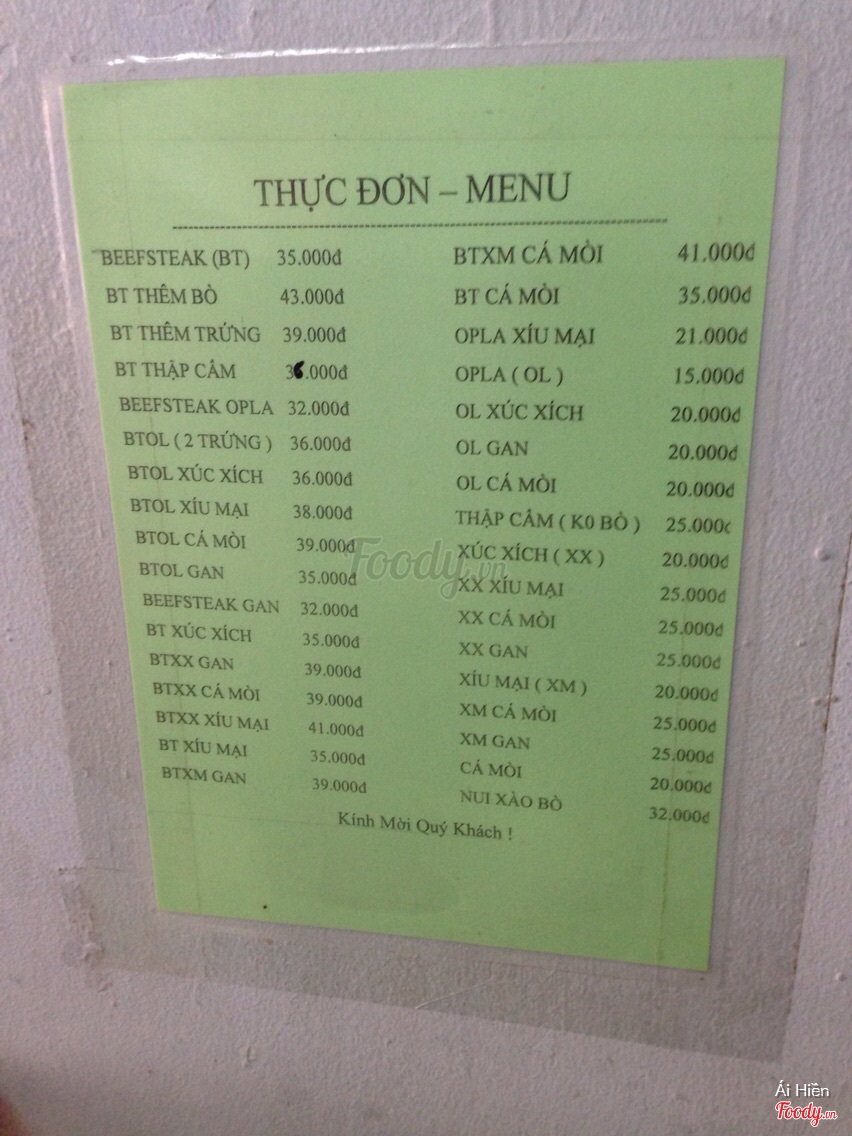 THỰC ĐƠN – MENU
BEEFSTEAK (BT) 35.000đ
BT THÊM BÒ 43.000đ
BT THÊM TRỨNG 39.000đ
BT THẬP CẨM 36.000đ
BEEFSTEAK OPLA 32.000đ
BTOL ( 2 TRỨNG ) 36.000đ
BTOL XÚC XÍCH 36.000đ
BTOL XÍU MẠI 38.000đ
BTOL CÁ MÒI 39.000đ
BTOL GAN 35.000đ
BEEFSTEAK GAN 32.000đ
BT XÚC XÍCH 35.000đ
BTXX GAN 39.000đ
BTXX CÁ MÒI 39.000đ
BTXX XÍU MẠI 41.000đ
BT XÍU MẠI 35.000đ
BTXM GAN 39.000đ
BTXM CÁ MÒI 41.000đ
BT CÁ MÒI 35.000đ
OPLA XÍU MẠI 21.000đ
OPLA ( OL ) 15.000đ
OL XÚC XÍCH 20.000đ
OL GAN 20.000đ
OL CÁ MÒI 20.000đ
THẬP CẨM ( K0 BÒ ) 25.000đ
XÚC XÍCH ( XX ) 20.000đ
XX XÍU MẠI 25.000đ
XX CÁ MÒI 25.000đ
XX GAN 25.000đ
XÍU MẠI ( XM ) 20.000đ
XM CÁ MÒI 25.000đ
XM GAN 25.000đ
CÁ MÒI 20.000đ
NUI XÀO BÒ 32.000đ
Kính Mời Quý Khách !
Foody.vn
Ái Hiền
Foody.vn